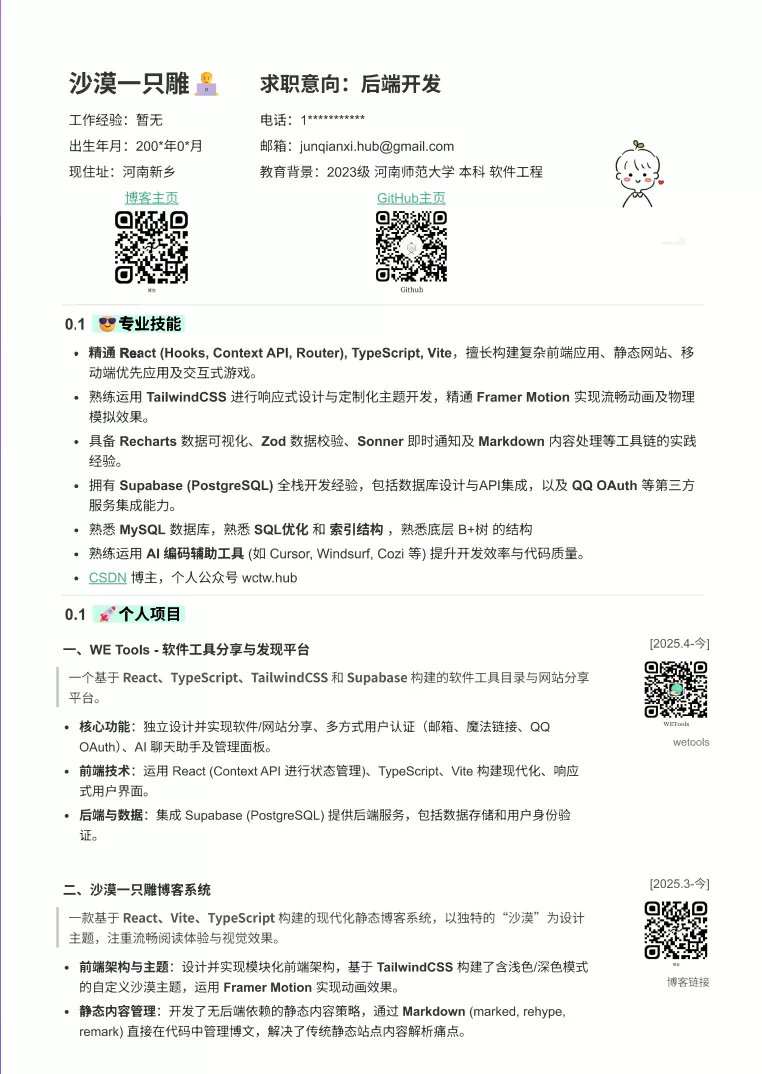 沙漠一只雕
求职意向：后端开发
工作经验：暂无
电话：1***********
出生年月：200*年0*月
邮箱：junqianxi.hub@gmail.com
现住址：河南新乡
教育背景：2023级 河南师范大学 本科 软件工程
博客主页
GitHub主页
Github
0.1 😎专业技能
• 精通 React (Hooks, Context API, Router), TypeScript, Vite，擅长构建复杂前端应用、静态网站、移
动端优先应用及交互式游戏。
• 熟练运用 TailwindCSS 进行响应式设计与定制化主题开发，精通 Framer Motion 实现流畅动画及物理
模拟效果。
• 具备 Recharts 数据可视化、Zod 数据校验、Sonner 即时通知及 Markdown 内容处理等工具链的实践
经验。
• 拥有 Supabase (PostgreSQL) 全栈开发经验，包括数据库设计与API集成，以及 QQ OAuth 等第三方
服务集成能力。
• 熟悉 MySQL 数据库，熟悉 SQL优化 和 索引结构 ，熟悉底层 B+树 的结构
• 熟练运用 AI 编码辅助工具 (如 Cursor, Windsurf, Cozi 等) 提升开发效率与代码质量。
• CSDN 博主，个人公众号 wctw.hub
0.1 🚀个人项目
一、WE Tools - 软件工具分享与发现平台
[2025.4-今]
一个基于 React、TypeScript、TailwindCSS 和 Supabase 构建的软件工具目录与网站分享
平台。
WETools
wetools
• 核心功能：独立设计并实现软件/网站分享、多方式用户认证（邮箱、魔法链接、QQ
OAuth）、AI 聊天助手及管理面板。
• 前端技术：运用 React (Context API 进行状态管理)、TypeScript、Vite 构建现代化、响应
式用户界面。
• 后端与数据：集成 Supabase (PostgreSQL) 提供后端服务，包括数据存储和用户身份验
证。
二、沙漠一只雕博客系统
[2025.3-今]
一款基于 React、Vite、TypeScript 构建的现代化静态博客系统，以独特的“沙漠”为设计
主题，注重流畅阅读体验与视觉效果。
博客链接
• 前端架构与主题：设计并实现模块化前端架构，基于 TailwindCSS 构建了含浅色/深色模式
的自定义沙漠主题，运用 Framer Motion 实现动画效果。
• 静态内容管理：开发了无后端依赖的静态内容策略，通过 Markdown (marked, rehype,
remark) 直接在代码中管理博文，解决了传统静态站点内容解析痛点。